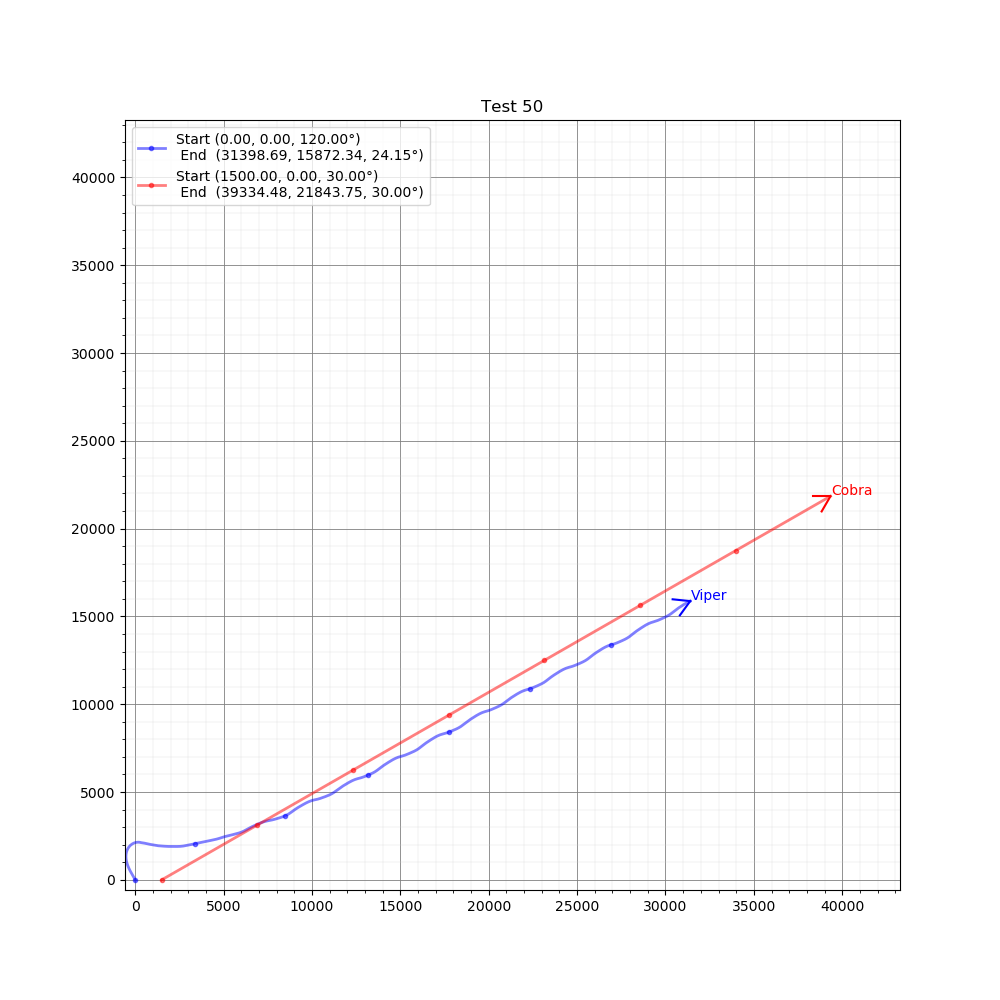 Test 50
Start (0.00, 0.00, 120.00°)
End  (31398.69, 15872.34, 24.15°)
Start (1500.00, 0.00, 30.00°)
End  (39334.48, 21843.75, 30.00°)
40000
35000
30000
25000
20000
15000
10000
5000
0
Cobra
Viper
0 5000 10000 15000 20000 25000 30000 35000 40000